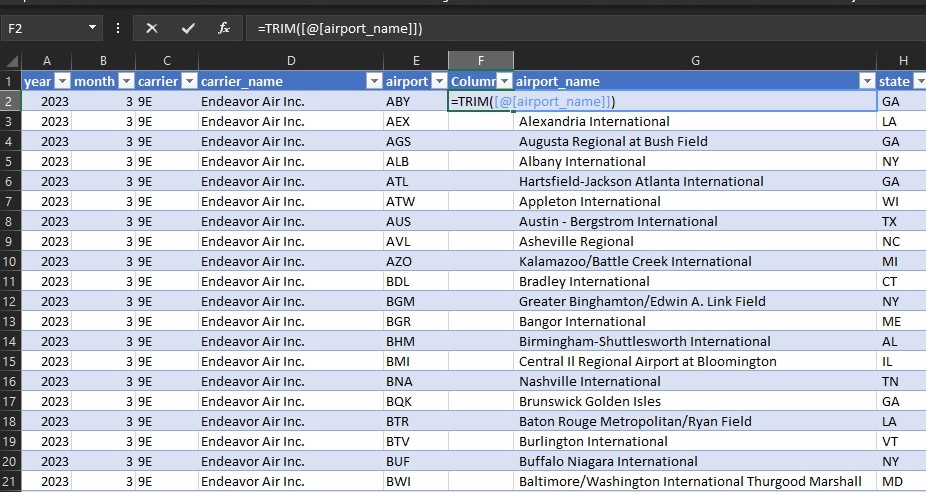 F2 fx =TRIM([@[airport_name]])
A B C D E F G H
1 year month carrier carrier_name airport Column airport_name state
2 2023 3 9E Endeavor Air Inc. ABY =TRIM([@[airport_name]]) GA
3 2023 3 9E Endeavor Air Inc. AEX Alexandria International LA
4 2023 3 9E Endeavor Air Inc. AGS Augusta Regional at Bush Field GA
5 2023 3 9E Endeavor Air Inc. ALB Albany International NY
6 2023 3 9E Endeavor Air Inc. ATL Hartsfield-Jackson Atlanta International GA
7 2023 3 9E Endeavor Air Inc. ATW Appleton International WI
8 2023 3 9E Endeavor Air Inc. AUS Austin - Bergstrom International TX
9 2023 3 9E Endeavor Air Inc. AVL Asheville Regional NC
10 2023 3 9E Endeavor Air Inc. AZO Kalamazoo/Battle Creek International MI
11 2023 3 9E Endeavor Air Inc. BDL Bradley International CT
12 2023 3 9E Endeavor Air Inc. BGM Greater Binghamton/Edwin A. Link Field NY
13 2023 3 9E Endeavor Air Inc. BGR Bangor International ME
14 2023 3 9E Endeavor Air Inc. BHM Birmingham-Shuttlesworth International AL
15 2023 3 9E Endeavor Air Inc. BMI Central Il Regional Airport at Bloomington IL
16 2023 3 9E Endeavor Air Inc. BNA Nashville International TN
17 2023 3 9E Endeavor Air Inc. BQK Brunswick Golden Isles GA
18 2023 3 9E Endeavor Air Inc. BTR Baton Rouge Metropolitan/Ryan Field LA
19 2023 3 9E Endeavor Air Inc. BTV Burlington International VT
20 2023 3 9E Endeavor Air Inc. BUF Buffalo Niagara International NY
21 2023 3 9E Endeavor Air Inc. BWI Baltimore/Washington International Thurgood Marshall MD